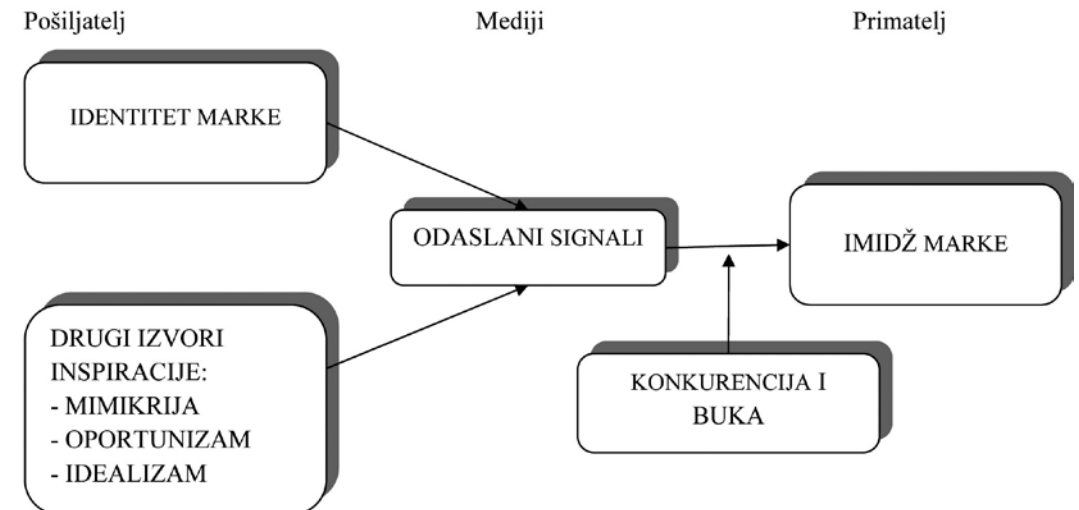 Pošiljatelj
Mediji
Primatelj
IDENTITET MARKE
ODASLANI SIGNALI
IMIDŽ MARKE
DRUGI IZVORI
INSPIRACIJE:
- MIMIKRIJA
- OPORTUNIZAM
- IDEALIZAM
KONKURENCIJA I
BUKA